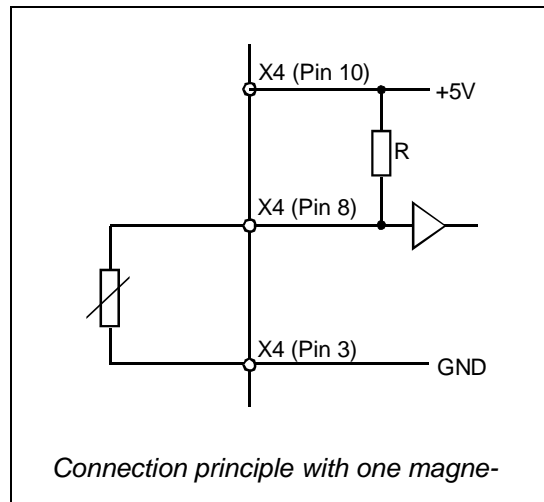 X4 (Pin 10)
+5V
R
X4 (Pin 8)
X4 (Pin 3)
GND
Connection principle with one magne-